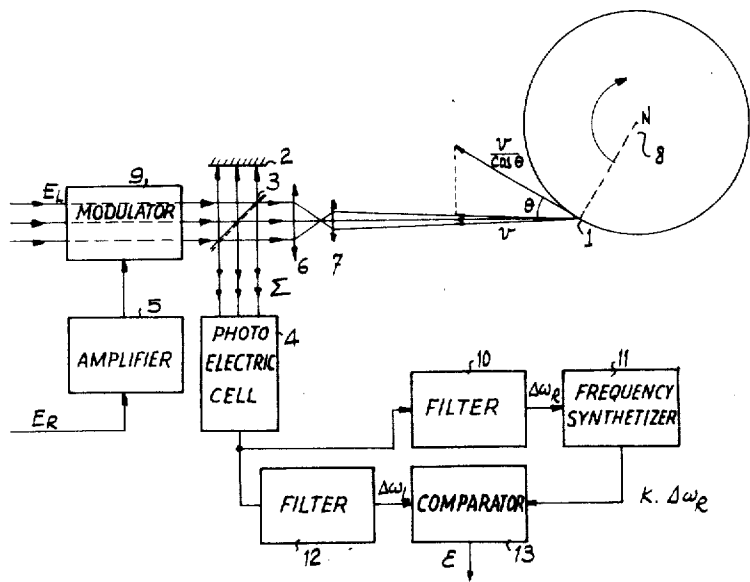 2
N
8
9
3
E_L
MODULATOR
v/cosθ
θ
v
1
6
7
Σ
5
AMPLIFIER
PHOTO
ELECTRIC
CELL
4
E_R
10
FILTER
Δω_R
11
FREQUENCY
SYNTHETIZER
FILTER
12
Δω_L
COMPARATOR
13
K. Δω_R
ε